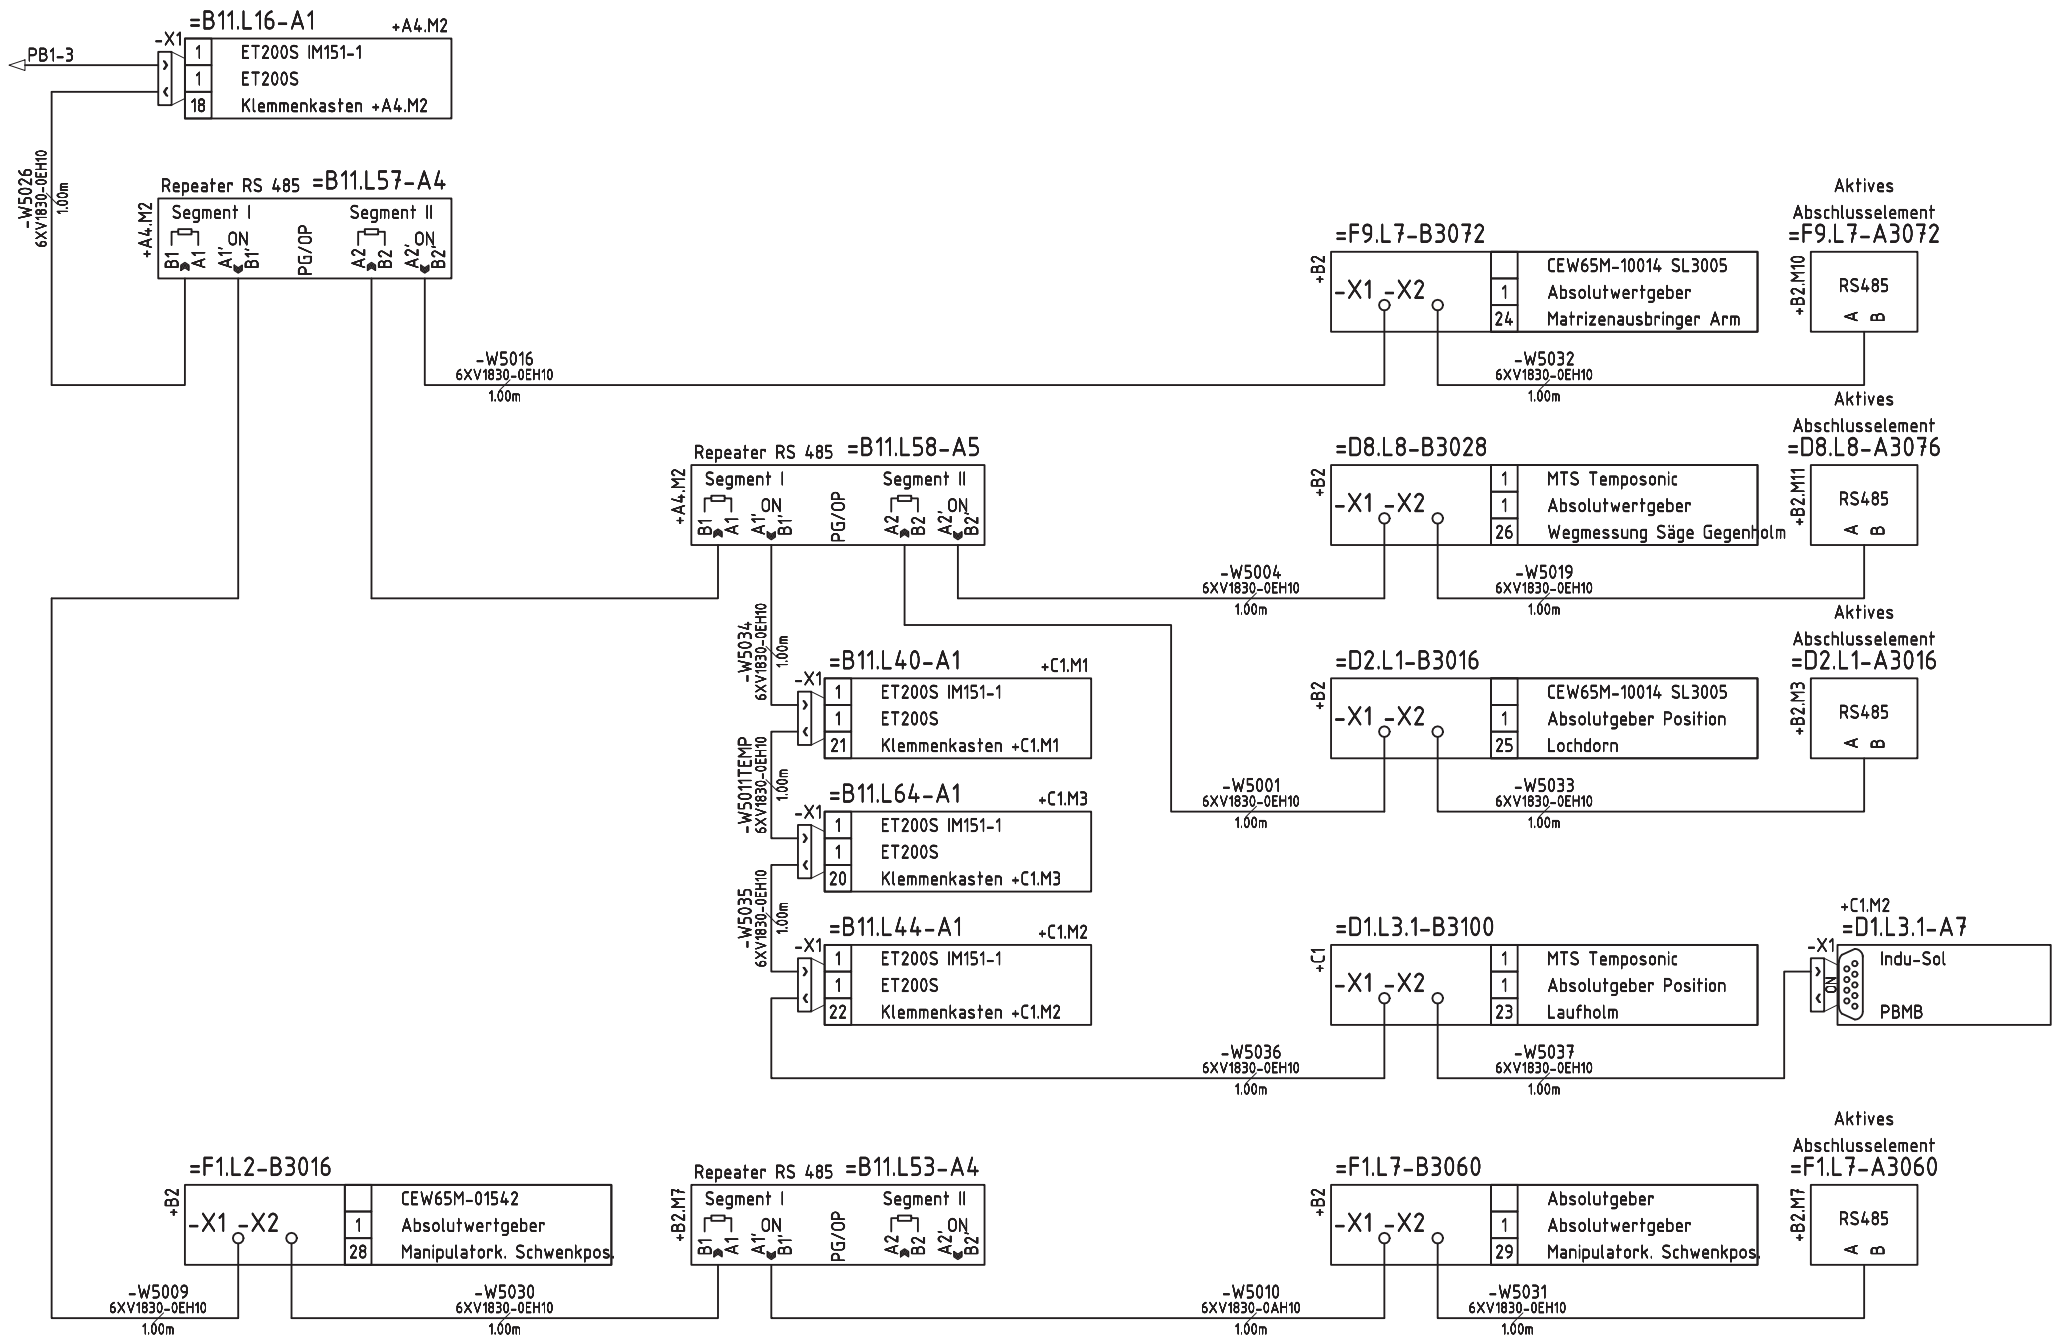 =B11.L16-A1
+A4.M2
-X1
PB1-3
1 ET200S IM151-1
1 ET200S
18 Klemmenkasten +A4.M2
-W5026
6XV1830-0EH10
1.00m
Repeater RS 485 =B11.L57-A4
+A4.M2
Segment I Segment II
ON ON
B1 A1 A1' B1' PG/OP A2 B2 A2' B2'
-W5016
6XV1830-0EH10
1.00m
=F9.L7-B3072
+B2
-X1 -X2
CEW65M-10014 SL3005
1 Absolutwertgeber
24 Matrizenausbringer Arm
-W5032
6XV1830-0EH10
1.00m
Aktives
Abschlusselement
=F9.L7-A3072
+B2.M10
RS485
A B
Repeater RS 485 =B11.L58-A5
+A4.M2
Segment I Segment II
ON ON
B1 A1 A1' B1' PG/OP A2 B2 A2' B2'
-W5004
6XV1830-0EH10
1.00m
=D8.L8-B3028
+B2
-X1 -X2
1 MTS Temposonic
1 Absolutwertgeber
26 Wegmessung Säge Gegenholm
-W5019
6XV1830-0EH10
1.00m
Aktives
Abschlusselement
=D8.L8-A3076
+B2.M11
RS485
A B
-W5034
6XV1830-0EH10
1.00m
=B11.L40-A1
+C1.M1
-X1
1 ET200S IM151-1
1 ET200S
21 Klemmenkasten +C1.M1
-W5011TEMP
6XV1830-0EH10
1.00m
=D2.L1-B3016
+B2
-X1 -X2
CEW65M-10014 SL3005
1 Absolutgeber Position
25 Lochdorn
-W5001
6XV1830-0EH10
1.00m
-W5033
6XV1830-0EH10
1.00m
Aktives
Abschlusselement
=D2.L1-A3016
+B2.M3
RS485
A B
=B11.L64-A1
+C1.M3
-X1
1 ET200S IM151-1
1 ET200S
20 Klemmenkasten +C1.M3
-W5035
6XV1830-0EH10
1.00m
=B11.L44-A1
+C1.M2
-X1
1 ET200S IM151-1
1 ET200S
22 Klemmenkasten +C1.M2
-W5036
6XV1830-0EH10
1.00m
=D1.L3.1-B3100
+C1
-X1 -X2
1 MTS Temposonic
1 Absolutgeber Position
23 Laufholm
-W5037
6XV1830-0EH10
1.00m
+C1.M2
=D1.L3.1-A7
-X1
ON
Indu-Sol
PBMB
=F1.L2-B3016
+B2
-X1 -X2
CEW65M-01542
1 Absolutwertgeber
28 Manipulatork. Schwenkpos.
-W5009
6XV1830-0EH10
1.00m
-W5030
6XV1830-0EH10
1.00m
Repeater RS 485 =B11.L53-A4
+B2.M7
Segment I Segment II
ON ON
B1 A1 A1' B1' PG/OP A2 B2 A2' B2'
-W5010
6XV1830-0AH10
1.00m
=F1.L7-B3060
+B2
-X1 -X2
Absolutgeber
1 Absolutwertgeber
29 Manipulatork. Schwenkpos.
-W5031
6XV1830-0EH10
1.00m
Aktives
Abschlusselement
=F1.L7-A3060
+B2.M7
RS485
A B